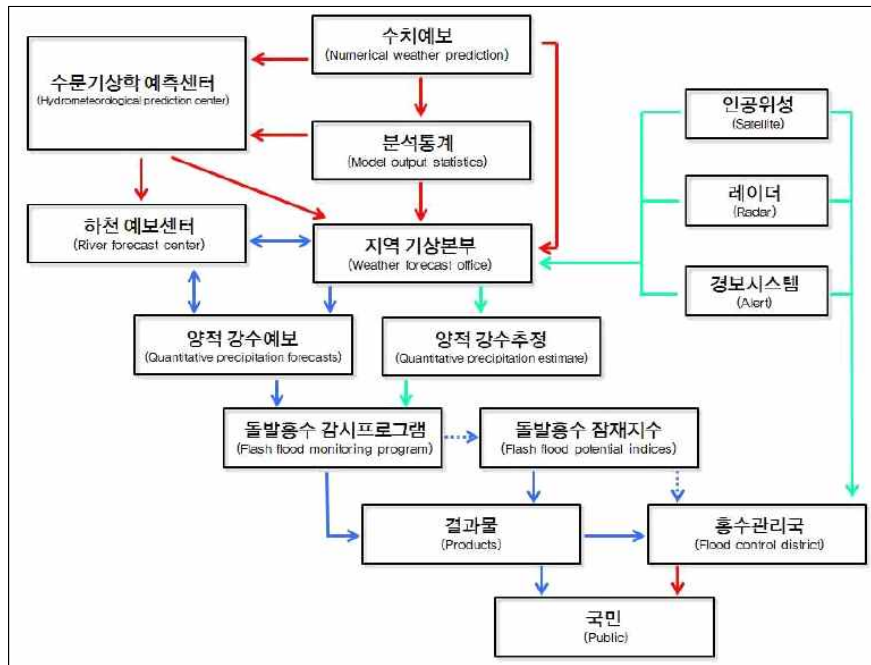 수치예보
(Numerical weather prediction)
수문기상학 예측센터
(Hydrometeorological prediction center)
인공위성
(Satellite)
분석통계
(Model output statistics)
레이더
(Radar)
하천 예보센터
(River forecast center)
지역 기상본부
(Weather forecast office)
경보시스템
(Alert)
양적 강수예보
(Quantitative precipitation forecasts)
양적 강수추정
(Quantitative precipitation estimate)
돌발홍수 감시프로그램
(Flash flood monitoring program)
돌발홍수 잠재지수
(Flash flood potential indices)
결과물
(Products)
홍수관리국
(Flood control district)
국민
(Public)